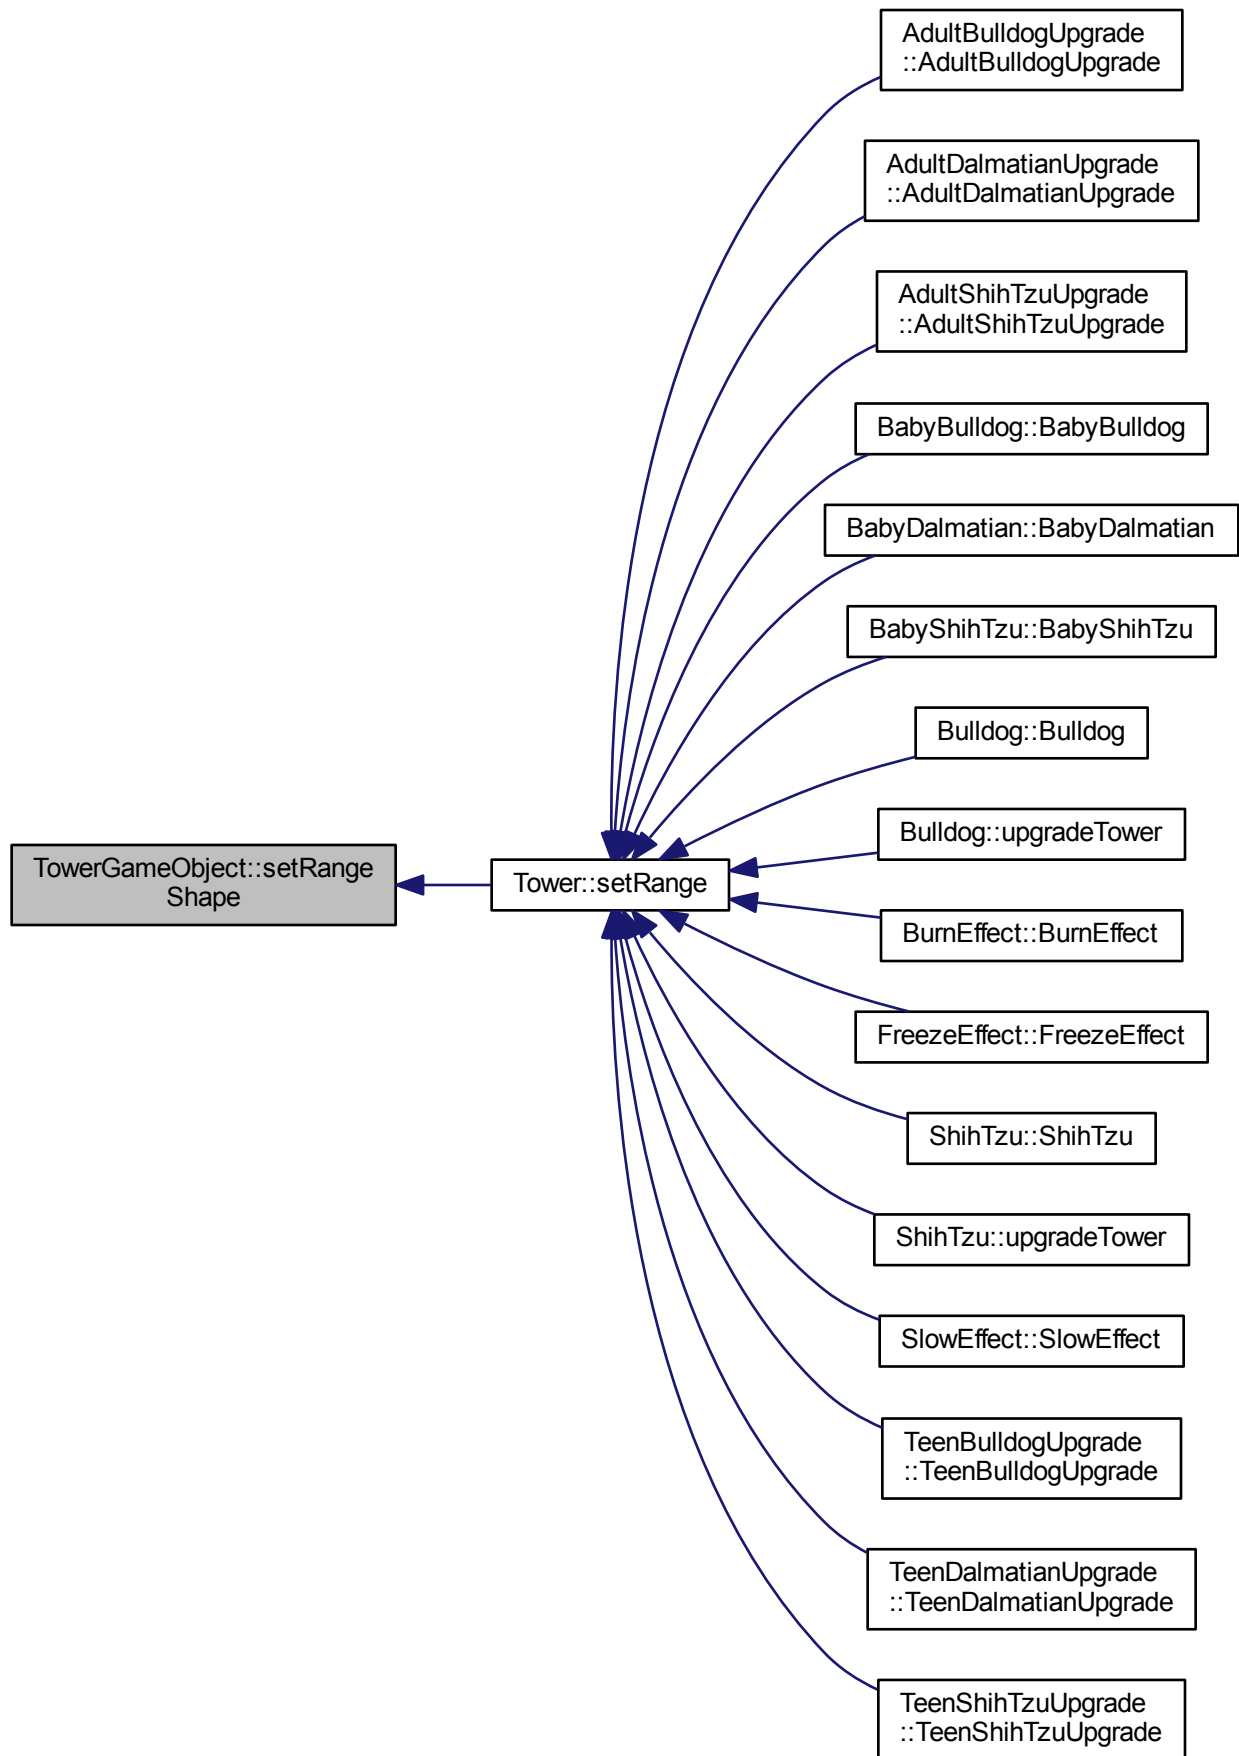 AdultBulldogUpgrade
::AdultBulldogUpgrade
AdultDalmatianUpgrade
::AdultDalmatianUpgrade
AdultShihTzuUpgrade
::AdultShihTzuUpgrade
BabyBulldog::BabyBulldog
BabyDalmatian::BabyDalmatian
BabyShihTzu::BabyShihTzu
Bulldog::Bulldog
Bulldog::upgradeTower
TowerGameObject::setRange
Shape
Tower::setRange
BurnEffect::BurnEffect
FreezeEffect::FreezeEffect
ShihTzu::ShihTzu
ShihTzu::upgradeTower
SlowEffect::SlowEffect
TeenBulldogUpgrade
::TeenBulldogUpgrade
TeenDalmatianUpgrade
::TeenDalmatianUpgrade
TeenShihTzuUpgrade
::TeenShihTzuUpgrade